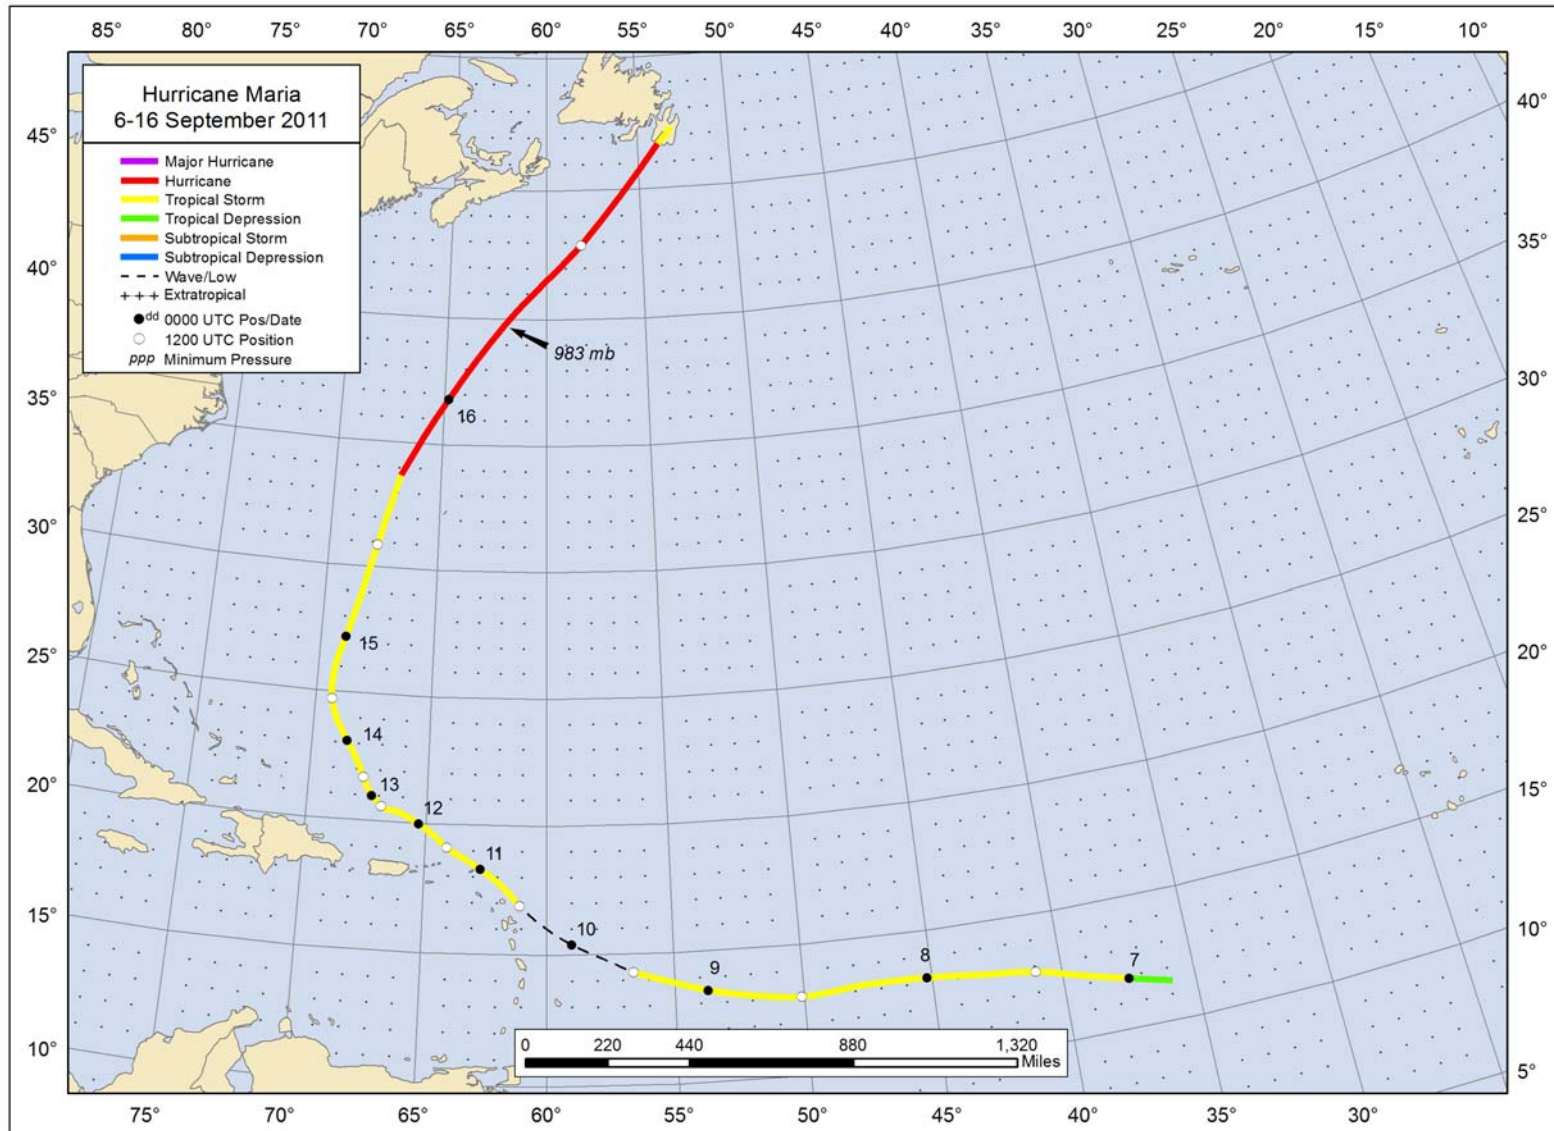 85° 80° 75° 70° 65° 60° 55° 50° 45° 40° 35° 30° 25° 20° 15° 10°
Hurricane Maria
6-16 September 2011
Major Hurricane
Hurricane
Tropical Storm
Tropical Depression
Subtropical Storm
Subtropical Depression
Wave/Low
Extratropical
dd 0000 UTC Pos/Date
1200 UTC Position
ppp Minimum Pressure
45°
40°
35°
30°
25°
20°
15°
10°
40°
35°
30°
25°
20°
15°
10°
5°
983 mb
16
15
14
13
12
11
10
9
8
7
0 220 440 880 1,320
Miles
75° 70° 65° 60° 55° 50° 45° 40° 35° 30°